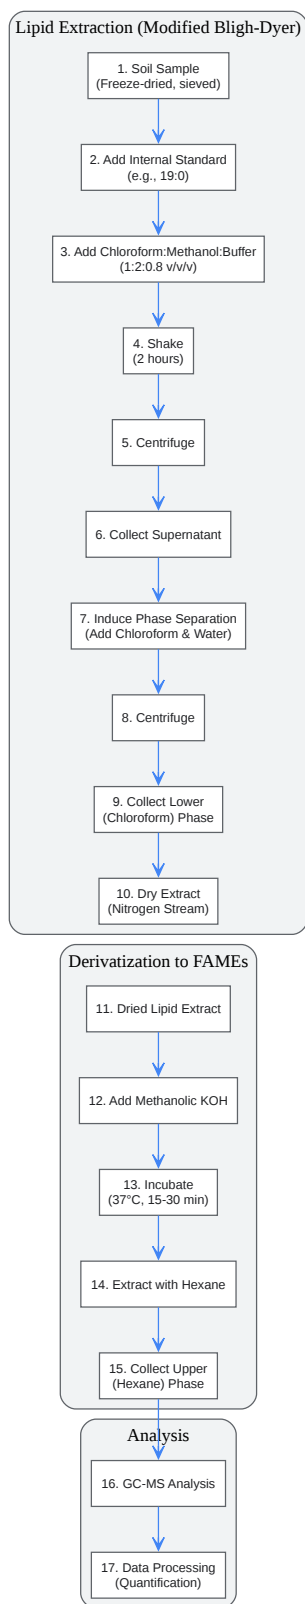 Lipid Extraction (Modified Bligh-Dyer)
1. Soil Sample
(Freeze-dried, sieved)
2. Add Internal Standard
(e.g., 19:0)
3. Add Chloroform:Methanol:Buffer
(1:2:0.8 v/v/v)
4. Shake
(2 hours)
5. Centrifuge
6. Collect Supernatant
7. Induce Phase Separation
(Add Chloroform & Water)
8. Centrifuge
9. Collect Lower
(Chloroform) Phase
10. Dry Extract
(Nitrogen Stream)
Derivatization to FAMEs
11. Dried Lipid Extract
12. Add Methanolic KOH
13. Incubate
(37°C, 15-30 min)
14. Extract with Hexane
15. Collect Upper
(Hexane) Phase
Analysis
16. GC-MS Analysis
17. Data Processing
(Quantification)